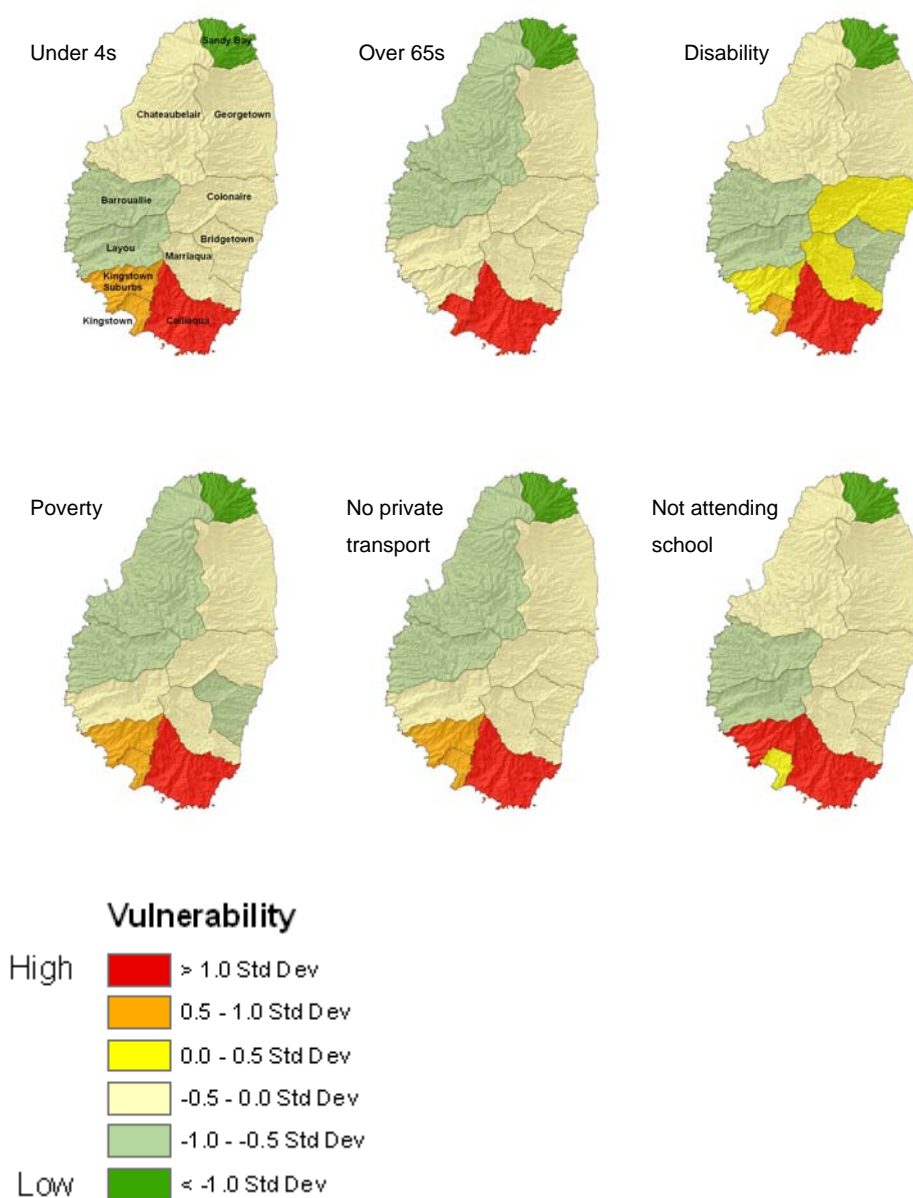 Under 4s
Over 65s
Disability
Sandy Bay
Chateaubelair
Georgetown
Barrouallie
Colonaire
Layou
Bridgetown
Marriaqua
Kingstown
Suburbs
Kingstown
Calliaqua
Poverty
No private
transport
Not attending
school
Vulnerability
High
> 1.0 Std Dev
0.5 - 1.0 Std Dev
0.0 - 0.5 Std Dev
-0.5 - 0.0 Std Dev
-1.0 - -0.5 Std Dev
Low
< -1.0 Std Dev